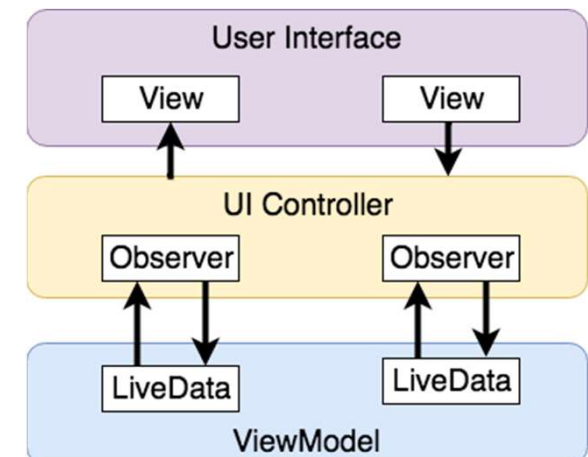 User Interface
View
View
UI Controller
Observer
Observer
LiveData
LiveData
ViewModel